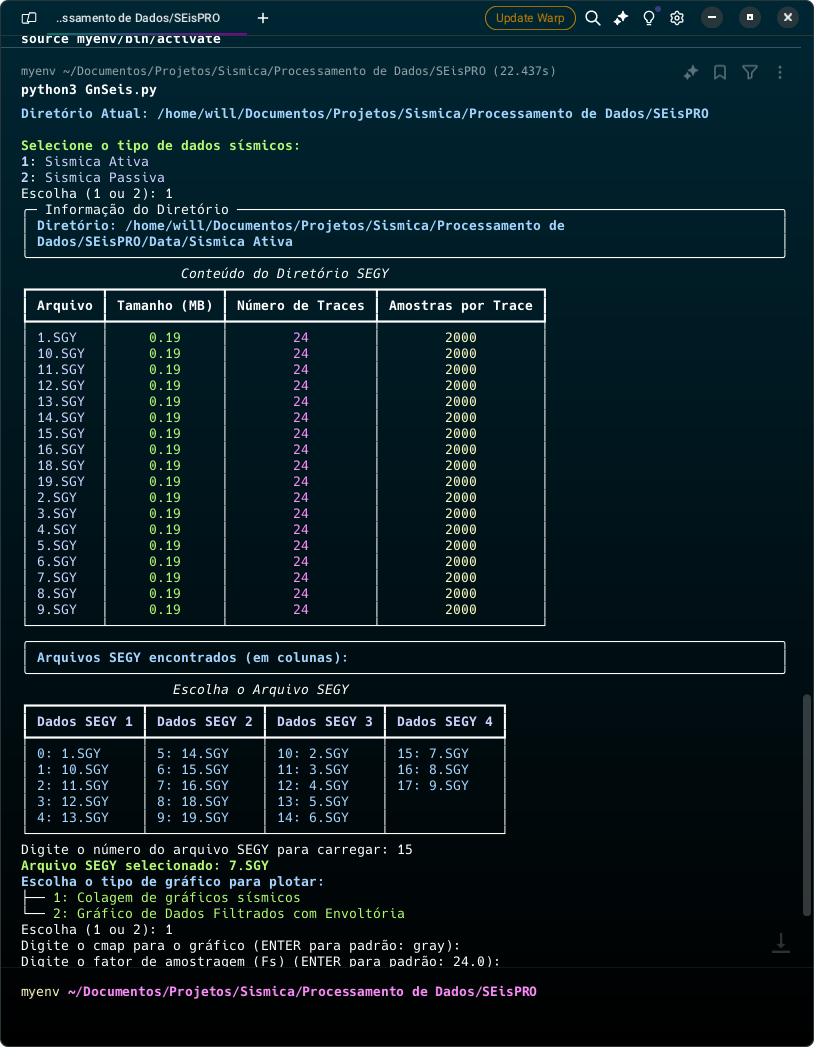 ..ssamento de Dados/SEisPRO
Update Warp
source myenv/bin/activate
myenv ~/Documentos/Projetos/Sismica/Processamento de Dados/SEisPRO (22.437s)
python3 GnSeis.py
Diretório Atual: /home/will/Documentos/Projetos/Sismica/Processamento de Dados/SEisPRO
Selecione o tipo de dados sísmicos:
1: Sismica Ativa
2: Sismica Passiva
Escolha (1 ou 2): 1
Informação do Diretório
Diretório: /home/will/Documentos/Projetos/Sismica/Processamento de
Dados/SEisPRO/Data/Sismica Ativa
Conteúdo do Diretório SEGY
Arquivo Tamanho (MB) Número de Traces Amostras por Trace
1.SGY 0.19 24 2000
10.SGY 0.19 24 2000
11.SGY 0.19 24 2000
12.SGY 0.19 24 2000
13.SGY 0.19 24 2000
14.SGY 0.19 24 2000
15.SGY 0.19 24 2000
16.SGY 0.19 24 2000
18.SGY 0.19 24 2000
19.SGY 0.19 24 2000
2.SGY 0.19 24 2000
3.SGY 0.19 24 2000
4.SGY 0.19 24 2000
5.SGY 0.19 24 2000
6.SGY 0.19 24 2000
7.SGY 0.19 24 2000
8.SGY 0.19 24 2000
9.SGY 0.19 24 2000
Arquivos SEGY encontrados (em colunas):
Escolha o Arquivo SEGY
Dados SEGY 1 Dados SEGY 2 Dados SEGY 3 Dados SEGY 4
0: 1.SGY 5: 14.SGY 10: 2.SGY 15: 7.SGY
1: 10.SGY 6: 15.SGY 11: 3.SGY 16: 8.SGY
2: 11.SGY 7: 16.SGY 12: 4.SGY 17: 9.SGY
3: 12.SGY 8: 18.SGY 13: 5.SGY
4: 13.SGY 9: 19.SGY 14: 6.SGY
Digite o número do arquivo SEGY para carregar: 15
Arquivo SEGY selecionado: 7.SGY
Escolha o tipo de gráfico para plotar:
├── 1: Colagem de gráficos sísmicos
└── 2: Gráfico de Dados Filtrados com Envoltória
Escolha (1 ou 2): 1
Digite o cmap para o gráfico (ENTER para padrão: gray):
Digite o fator de amostragem (Fs) (ENTER para padrão: 24.0):
myenv ~/Documentos/Projetos/Sismica/Processamento de Dados/SEisPRO